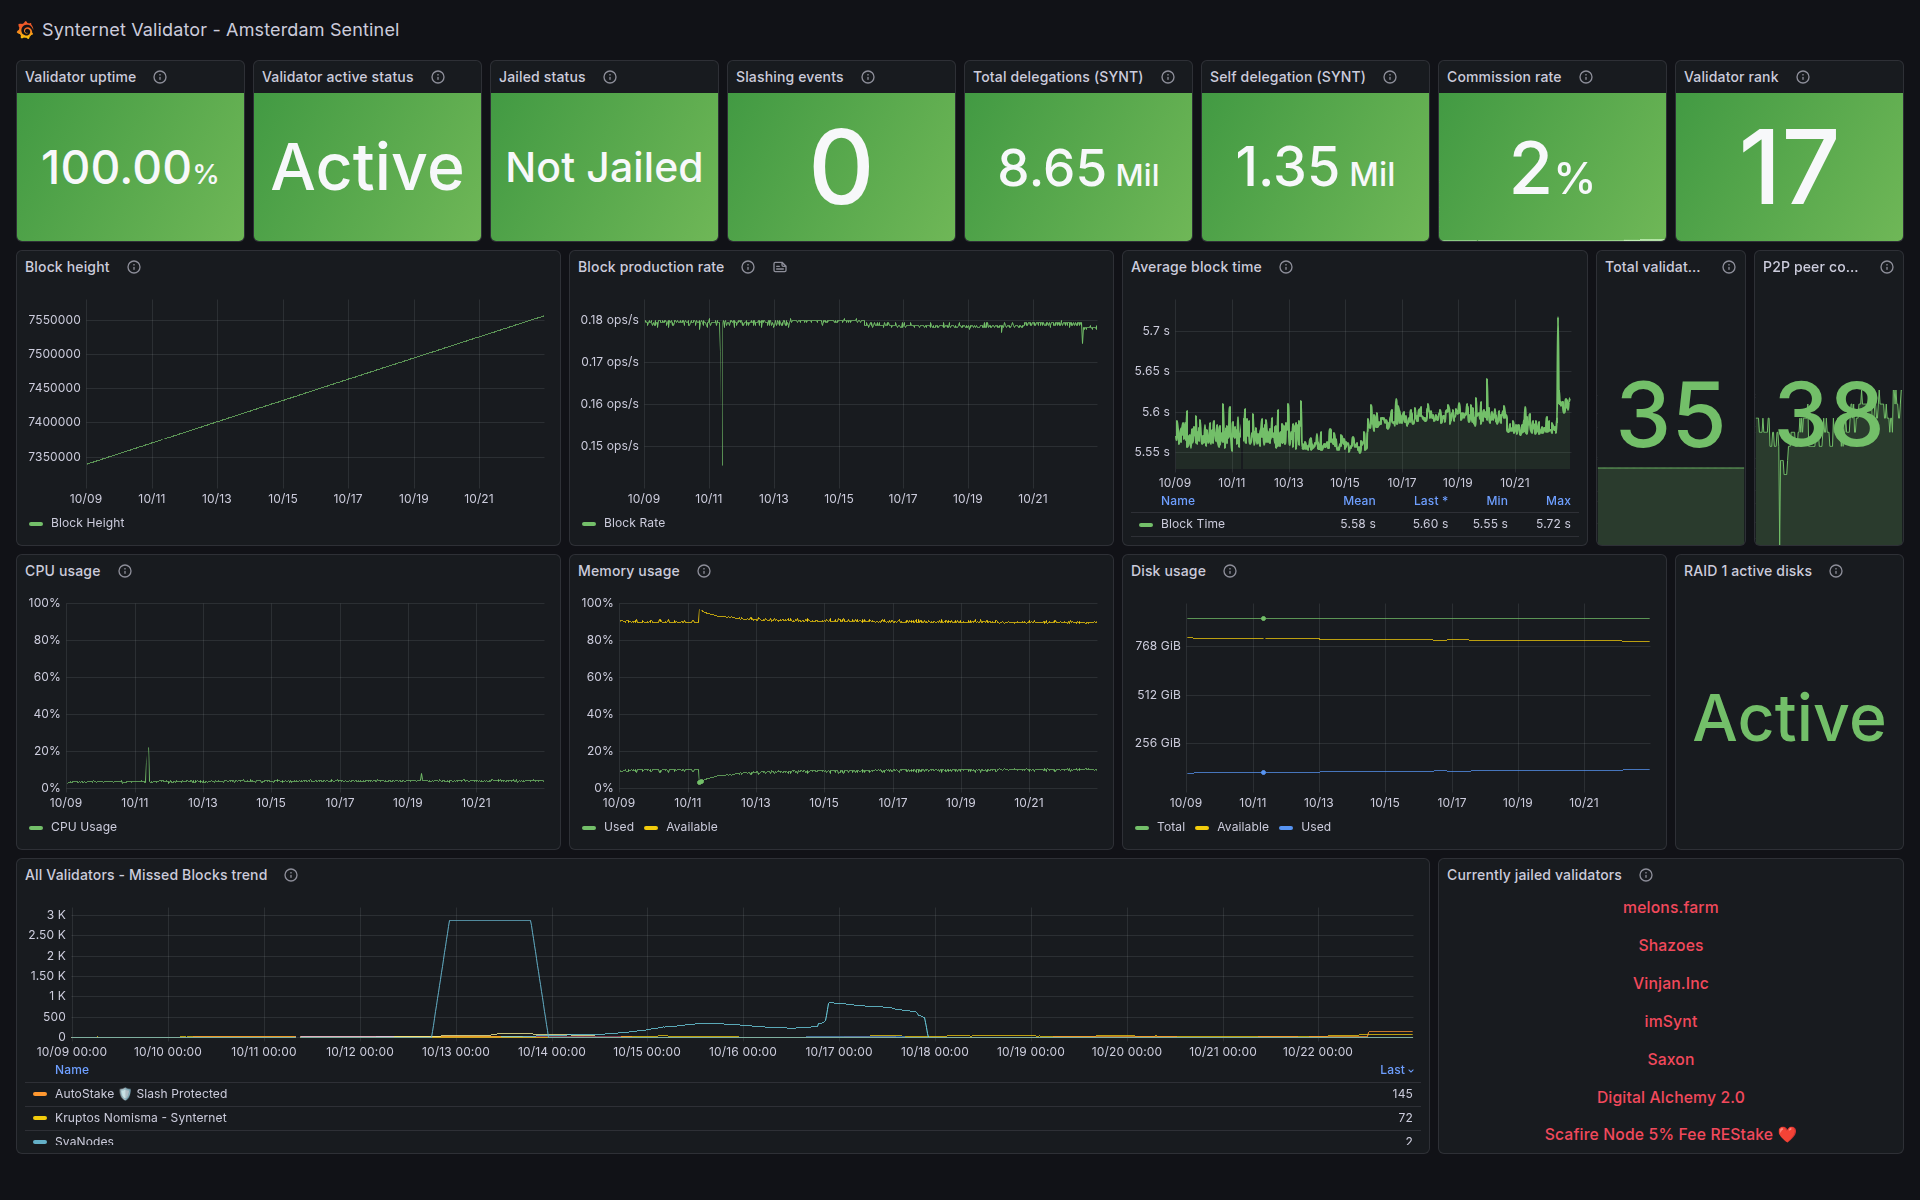 Synternet Validator - Amsterdam Sentinel
Validator uptime
100.00%
Validator active status
Active
Jailed status
Not Jailed
Slashing events
0
Total delegations (SYNT)
8.65 Mil
Self delegation (SYNT)
1.35 Mil
Commission rate
2%
Validator rank
17
Block height
7550000
7500000
7450000
7400000
7350000
10/09 10/11 10/13 10/15 10/17 10/19 10/21
Block Height
Block production rate
0.18 ops/s
0.17 ops/s
0.16 ops/s
0.15 ops/s
10/09 10/11 10/13 10/15 10/17 10/19 10/21
Block Rate
Average block time
5.7 s
5.65 s
5.6 s
5.55 s
10/09 10/11 10/13 10/15 10/17 10/19 10/21
Name Mean Last * Min Max
Block Time 5.58 s 5.60 s 5.55 s 5.72 s
Total validat...
35
P2P peer co...
38
CPU usage
100%
80%
60%
40%
20%
0%
10/09 10/11 10/13 10/15 10/17 10/19 10/21
CPU Usage
Memory usage
100%
80%
60%
40%
20%
0%
10/09 10/11 10/13 10/15 10/17 10/19 10/21
Used Available
Disk usage
768 GiB
512 GiB
256 GiB
10/09 10/11 10/13 10/15 10/17 10/19 10/21
Total Available Used
RAID 1 active disks
Active
All Validators - Missed Blocks trend
3 K
2.50 K
2 K
1.50 K
1 K
500
0
10/09 00:00 10/10 00:00 10/11 00:00 10/12 00:00 10/13 00:00 10/14 00:00 10/15 00:00 10/16 00:00 10/17 00:00 10/18 00:00 10/19 00:00 10/20 00:00 10/21 00:00 10/22 00:00
Name Last
AutoStake 🛡️ Slash Protected 145
Kruptos Nomisma - Synternet 72
SvaNodes 2
Currently jailed validators
melons.farm
Shazoes
Vinjan.Inc
imSynt
Saxon
Digital Alchemy 2.0
Scafire Node 5% Fee REStake ❤️